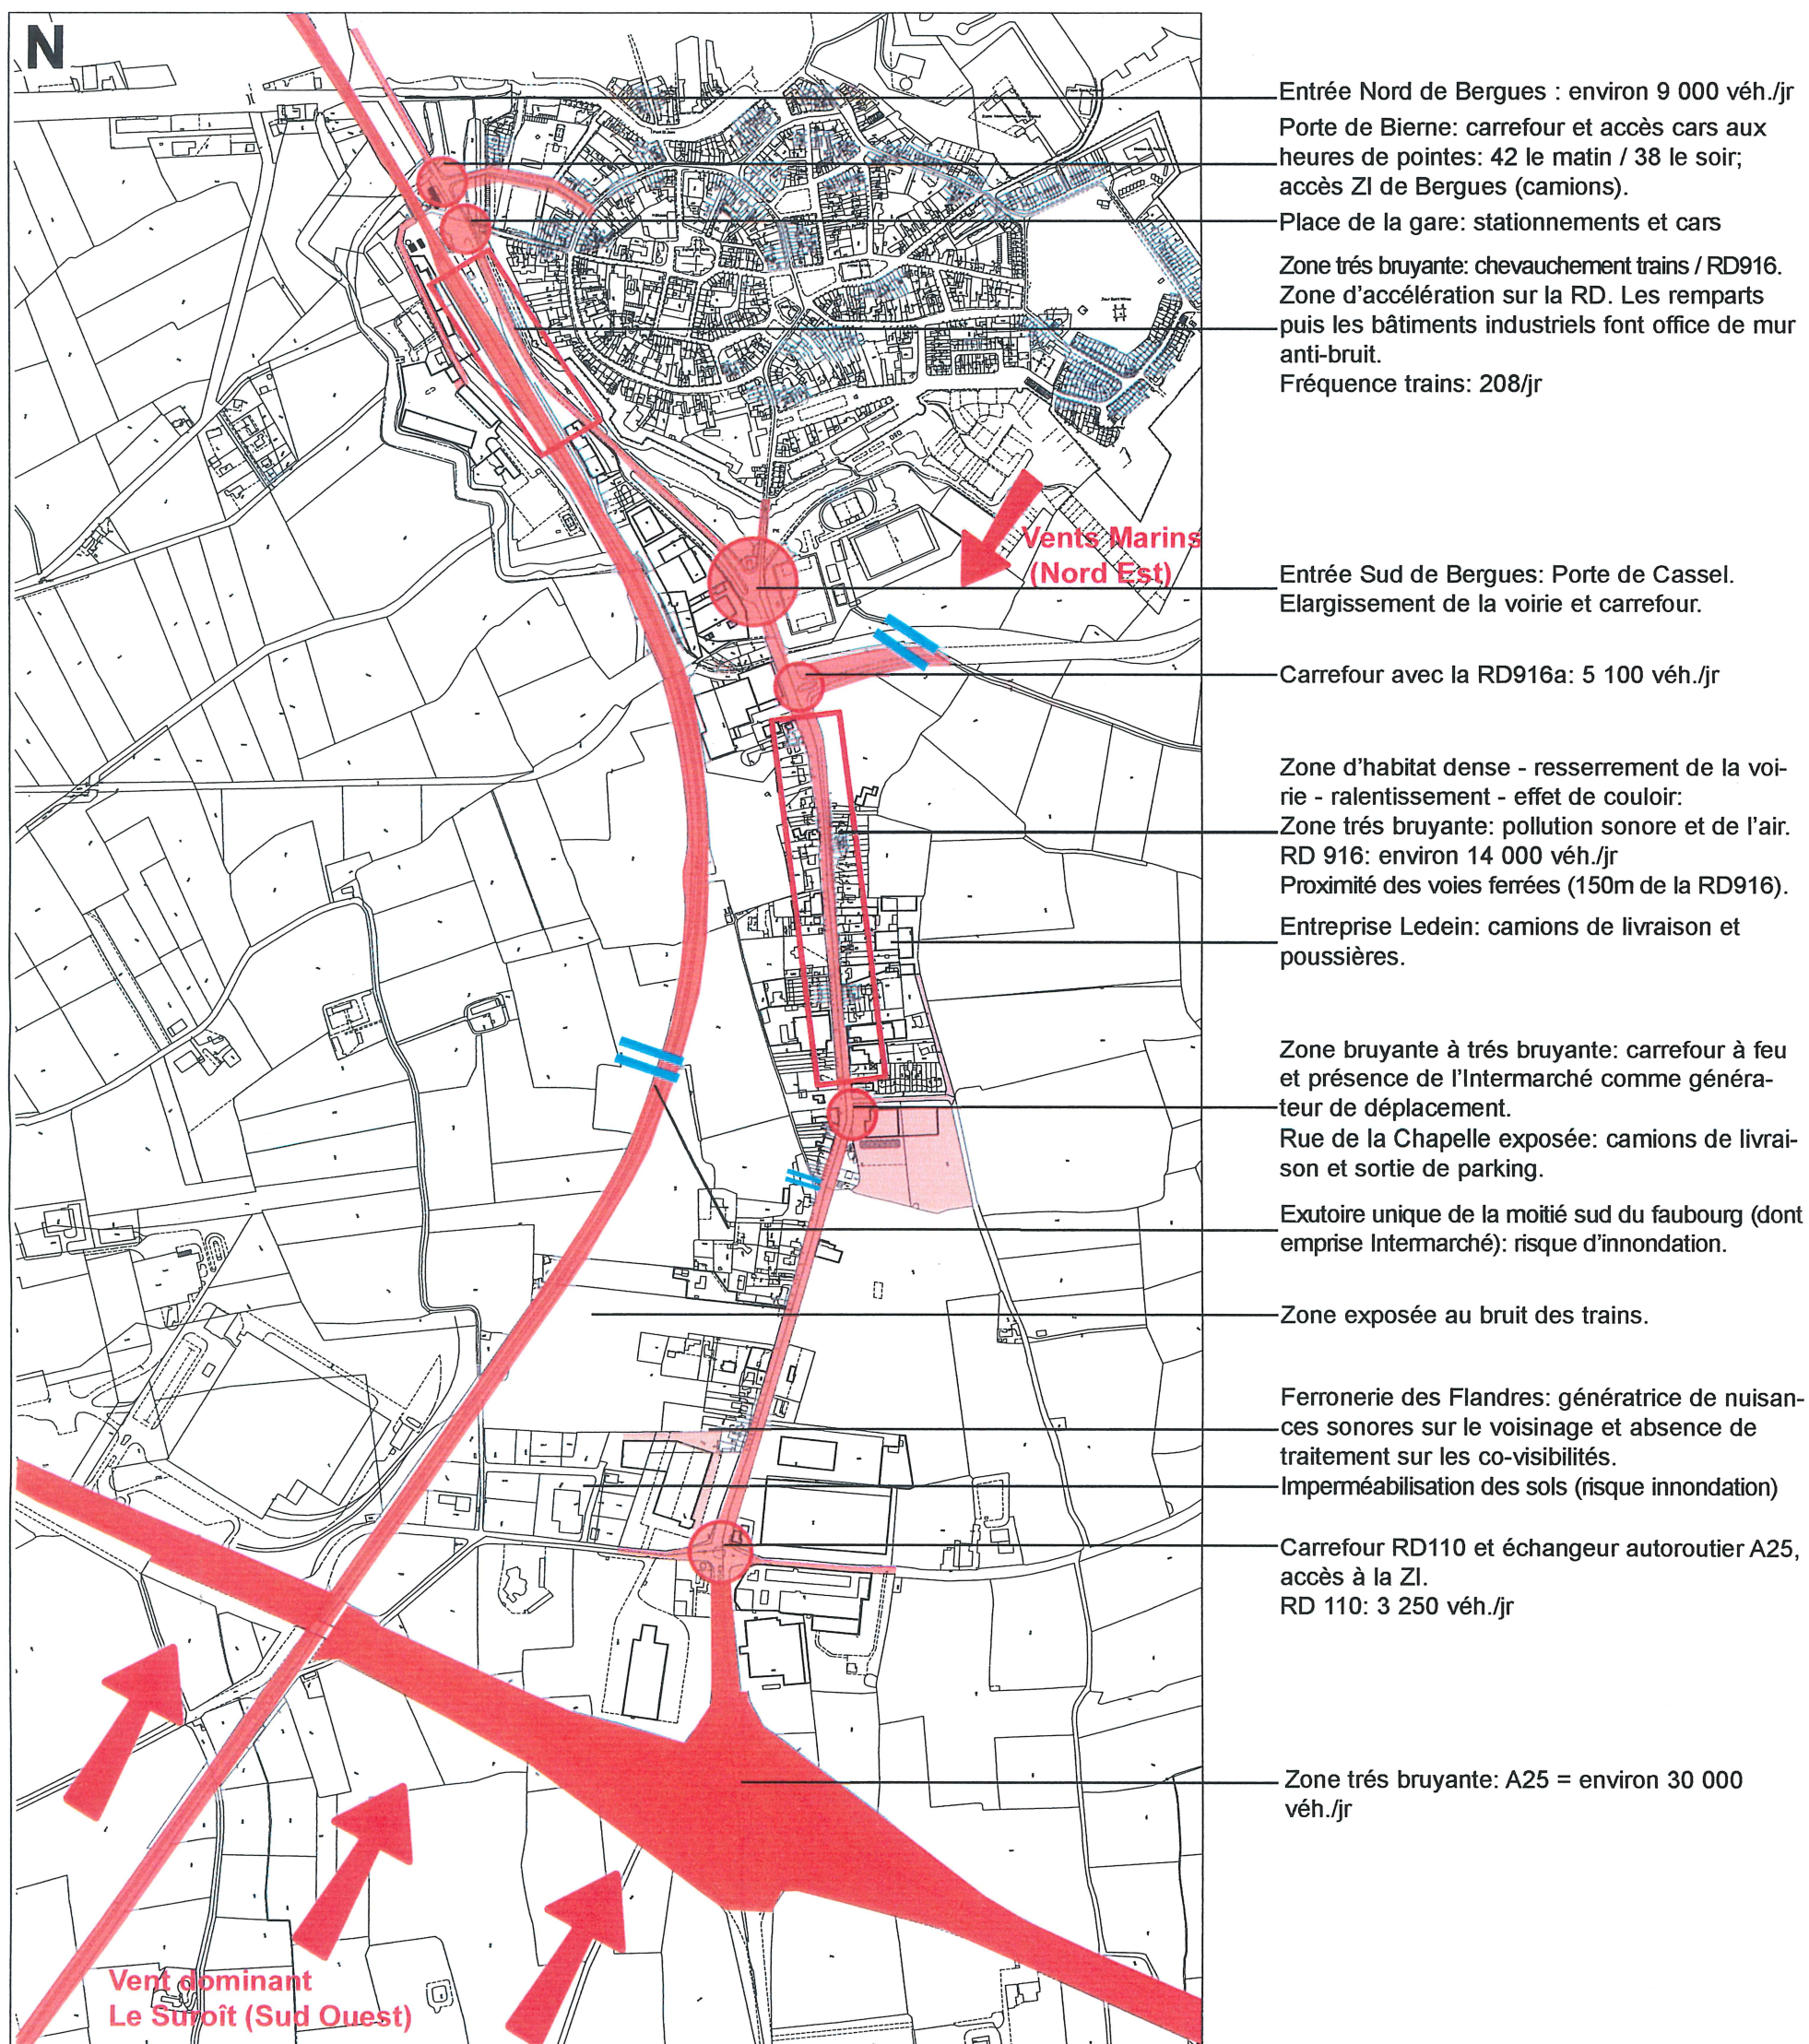 N
Entrée Nord de Bergues : environ 9 000 véh./jr
Porte de Bierne: carrefour et accès cars aux
heures de pointes: 42 le matin / 38 le soir;
accès ZI de Bergues (camions).
Place de la gare: stationnements et cars
Zone trés bruyante: chevauchement trains / RD916.
Zone d'accélération sur la RD. Les remparts
puis les bâtiments industriels font office de mur
anti-bruit.
Fréquence trains: 208/jr
Vents Marins
(Nord Est)
Entrée Sud de Bergues: Porte de Cassel.
Elargissement de la voirie et carrefour.
Carrefour avec la RD916a: 5 100 véh./jr
Zone d'habitat dense - resserrement de la voi-
rie - ralentissement - effet de couloir:
Zone trés bruyante: pollution sonore et de l'air.
RD 916: environ 14 000 véh./jr
Proximité des voies ferrées (150m de la RD916).
Entreprise Ledein: camions de livraison et
poussières.
Zone bruyante à trés bruyante: carrefour à feu
et présence de l'Intermarché comme généra-
teur de déplacement.
Rue de la Chapelle exposée: camions de livrai-
son et sortie de parking.
Exutoire unique de la moitié sud du faubourg (dont
emprise Intermarché): risque d'innondation.
Zone exposée au bruit des trains.
Ferronerie des Flandres: génératrice de nuisan-
ces sonores sur le voisinage et absence de
traitement sur les co-visibilités.
Imperméabilisation des sols (risque innondation)
Carrefour RD110 et échangeur autoroutier A25,
accès à la ZI.
RD 110: 3 250 véh./jr
Zone trés bruyante: A25 = environ 30 000
véh./jr
Vent dominant
Le Suroît (Sud Ouest)